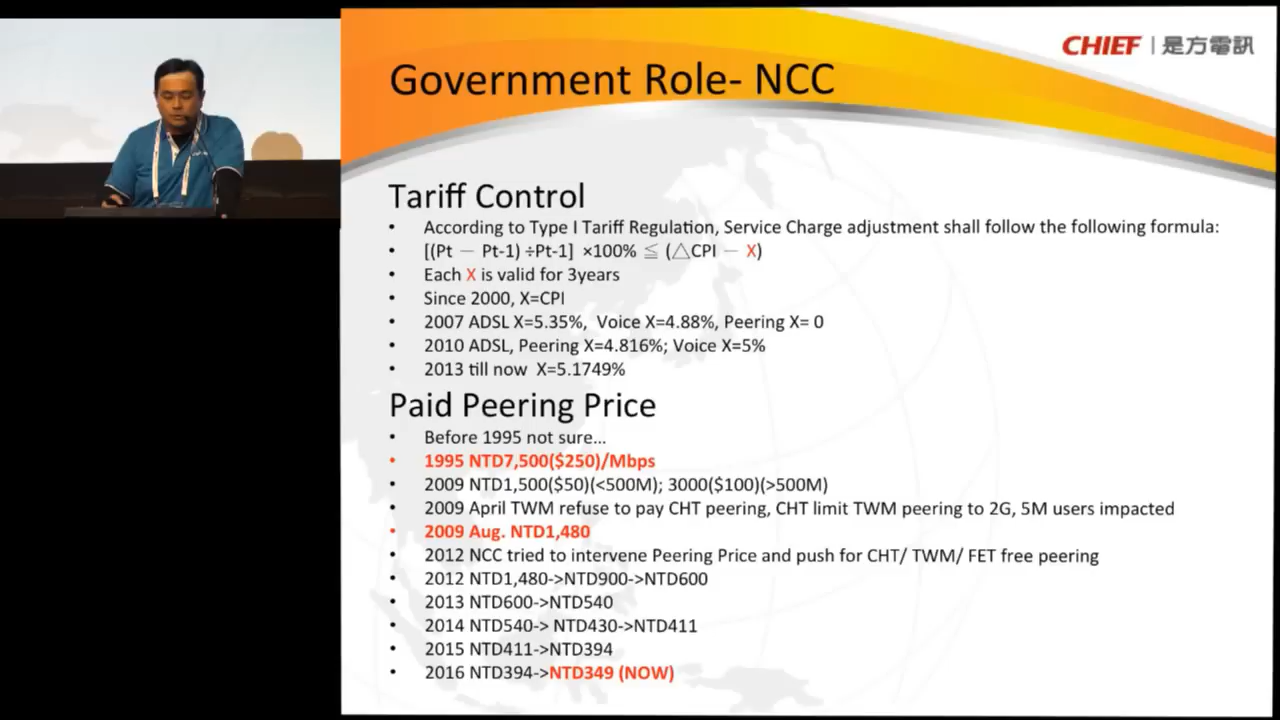 CHIEF 是方電訊
Government Role- NCC
Tariff Control
• According to Type I Tariff Regulation, Service Charge adjustment shall follow the following formula:
• [(Pt － Pt-1) ÷Pt-1] ×100% ≦ (△CPI － X)
• Each X is valid for 3years
• Since 2000, X=CPI
• 2007 ADSL X=5.35%, Voice X=4.88%, Peering X= 0
• 2010 ADSL, Peering X=4.816%; Voice X=5%
• 2013 till now X=5.1749%
Paid Peering Price
• Before 1995 not sure...
• 1995 NTD7,500($250)/Mbps
• 2009 NTD1,500($50)(<500M); 3000($100)(>500M)
• 2009 April TWM refuse to pay CHT peering, CHT limit TWM peering to 2G, 5M users impacted
• 2009 Aug. NTD1,480
• 2012 NCC tried to intervene Peering Price and push for CHT/ TWM/ FET free peering
• 2012 NTD1,480->NTD900->NTD600
• 2013 NTD600->NTD540
• 2014 NTD540-> NTD430->NTD411
• 2015 NTD411->NTD394
• 2016 NTD394->NTD349 (NOW)